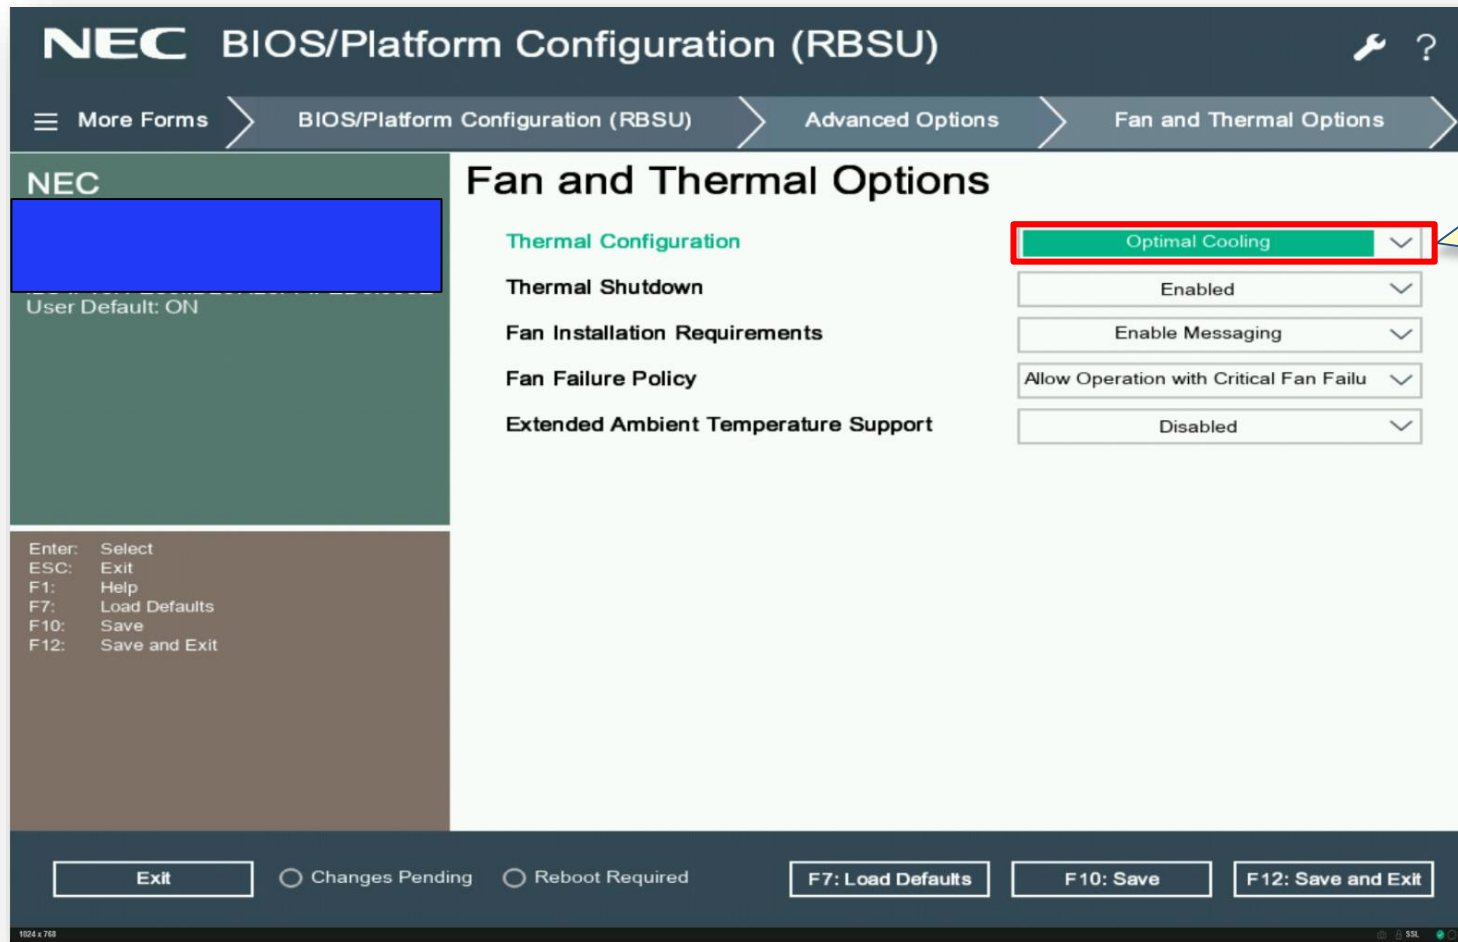 NEC BIOS/Platform Configuration (RBSU)
?
More Forms BIOS/Platform Configuration (RBSU) Advanced Options Fan and Thermal Options
NEC
User Default: ON
Enter: Select
ESC: Exit
F1: Help
F7: Load Defaults
F10: Save
F12: Save and Exit
Fan and Thermal Options
Thermal Configuration Optimal Cooling
Thermal Shutdown Enabled
Fan Installation Requirements Enable Messaging
Fan Failure Policy Allow Operation with Critical Fan Failu
Extended Ambient Temperature Support Disabled
Exit Changes Pending Reboot Required F7: Load Defaults F10: Save F12: Save and Exit
1024 x 768 SSL